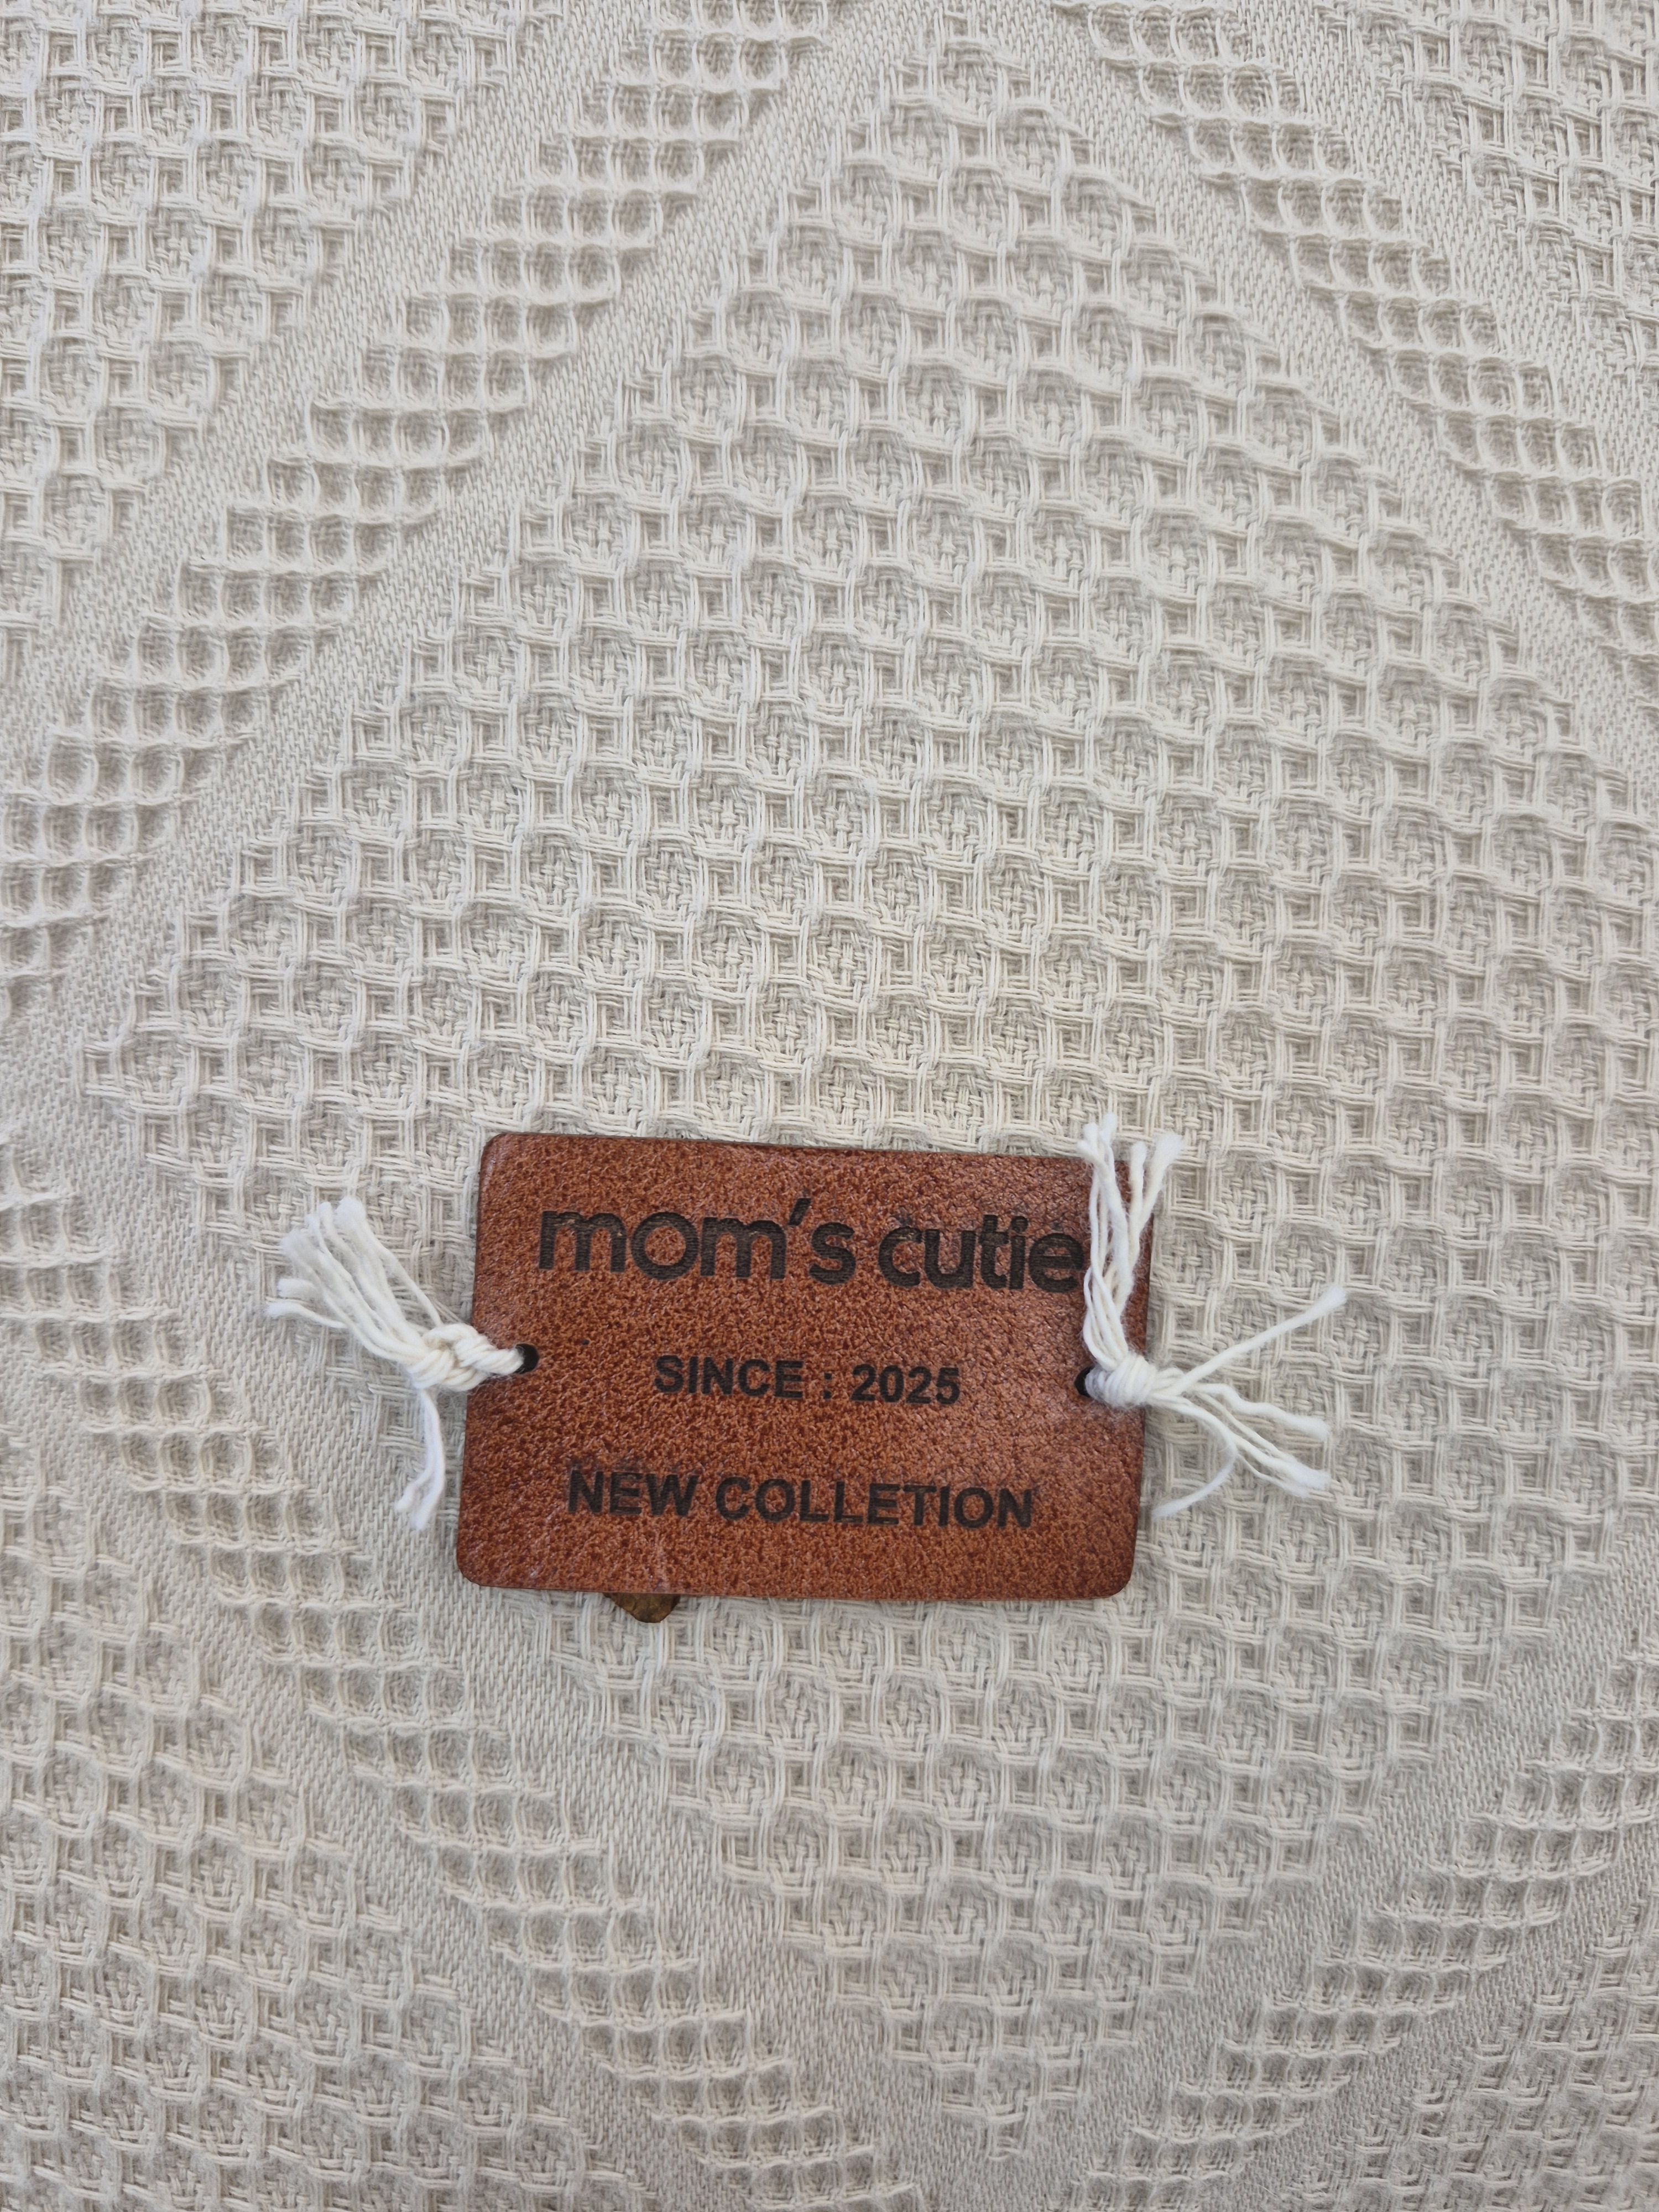 mom's cutie
SINCE : 2025
NEW COLLETION